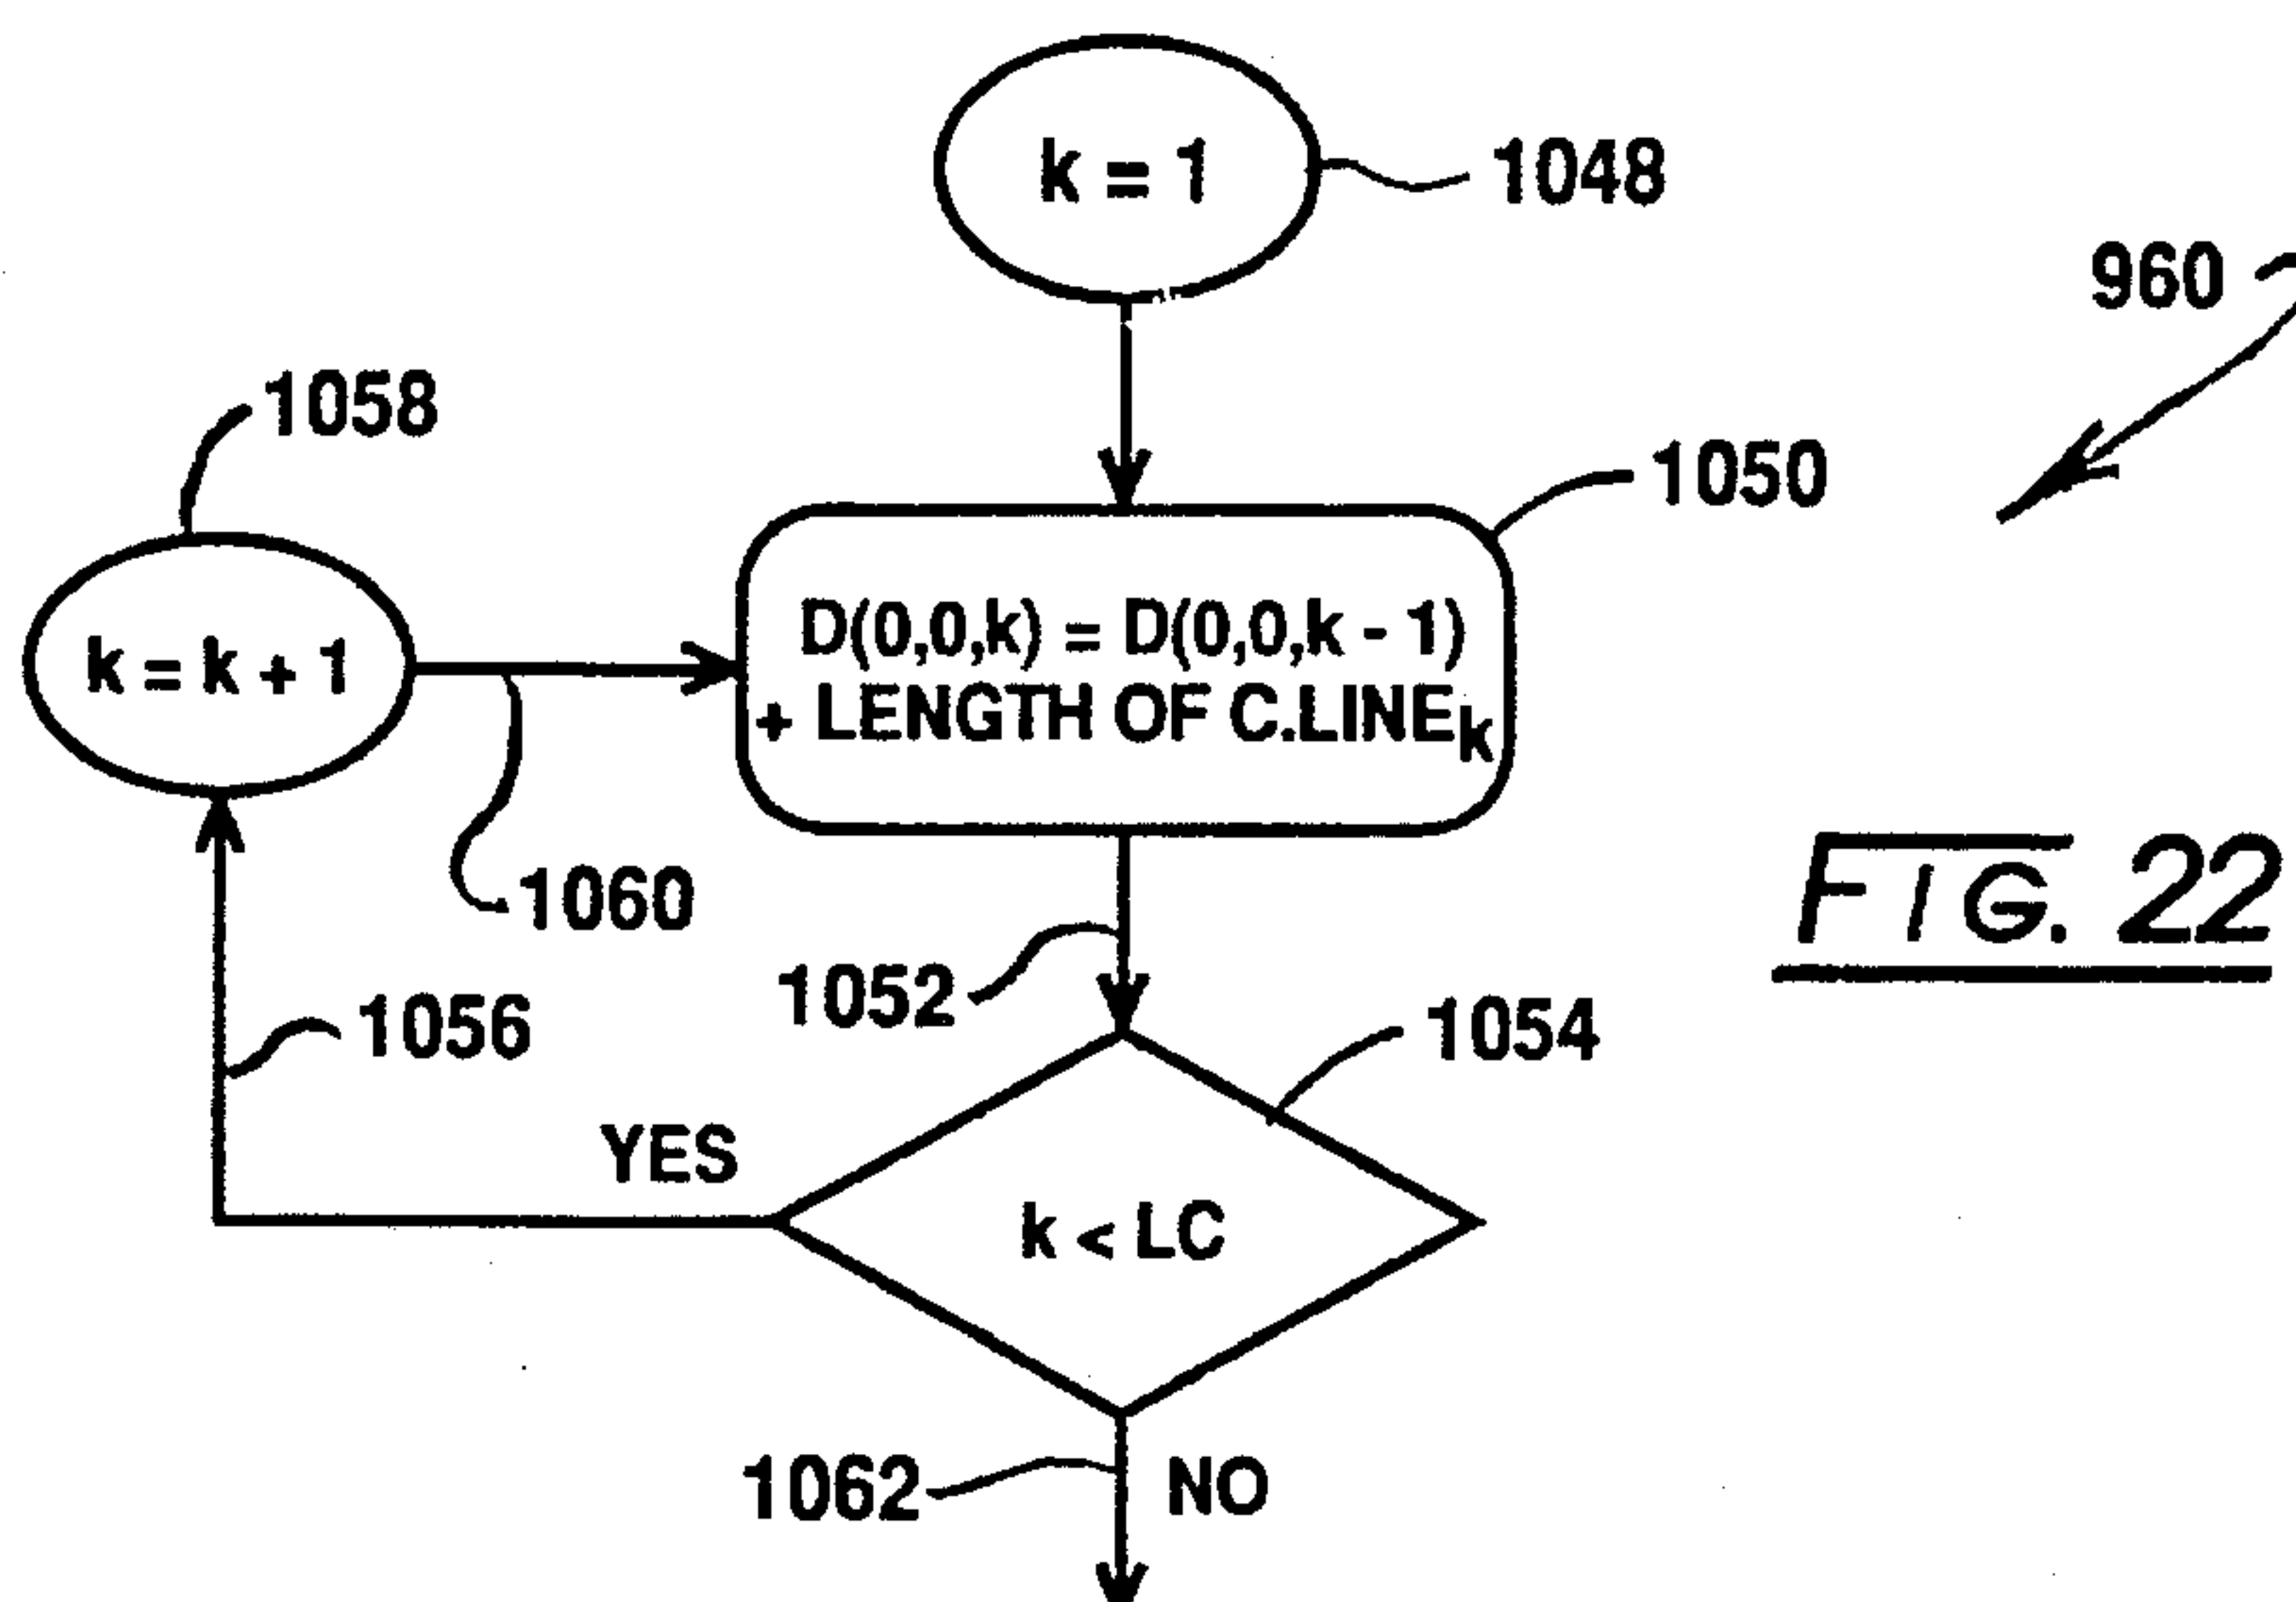 k = 1
1048
960
1058
1050
k = k + 1
D(0,0,k) = D(0,0,k - 1)
+ LENGTH OF C.LINEk
1060
FIG. 22
1052
1056
1054
YES
k < LC
1062
NO